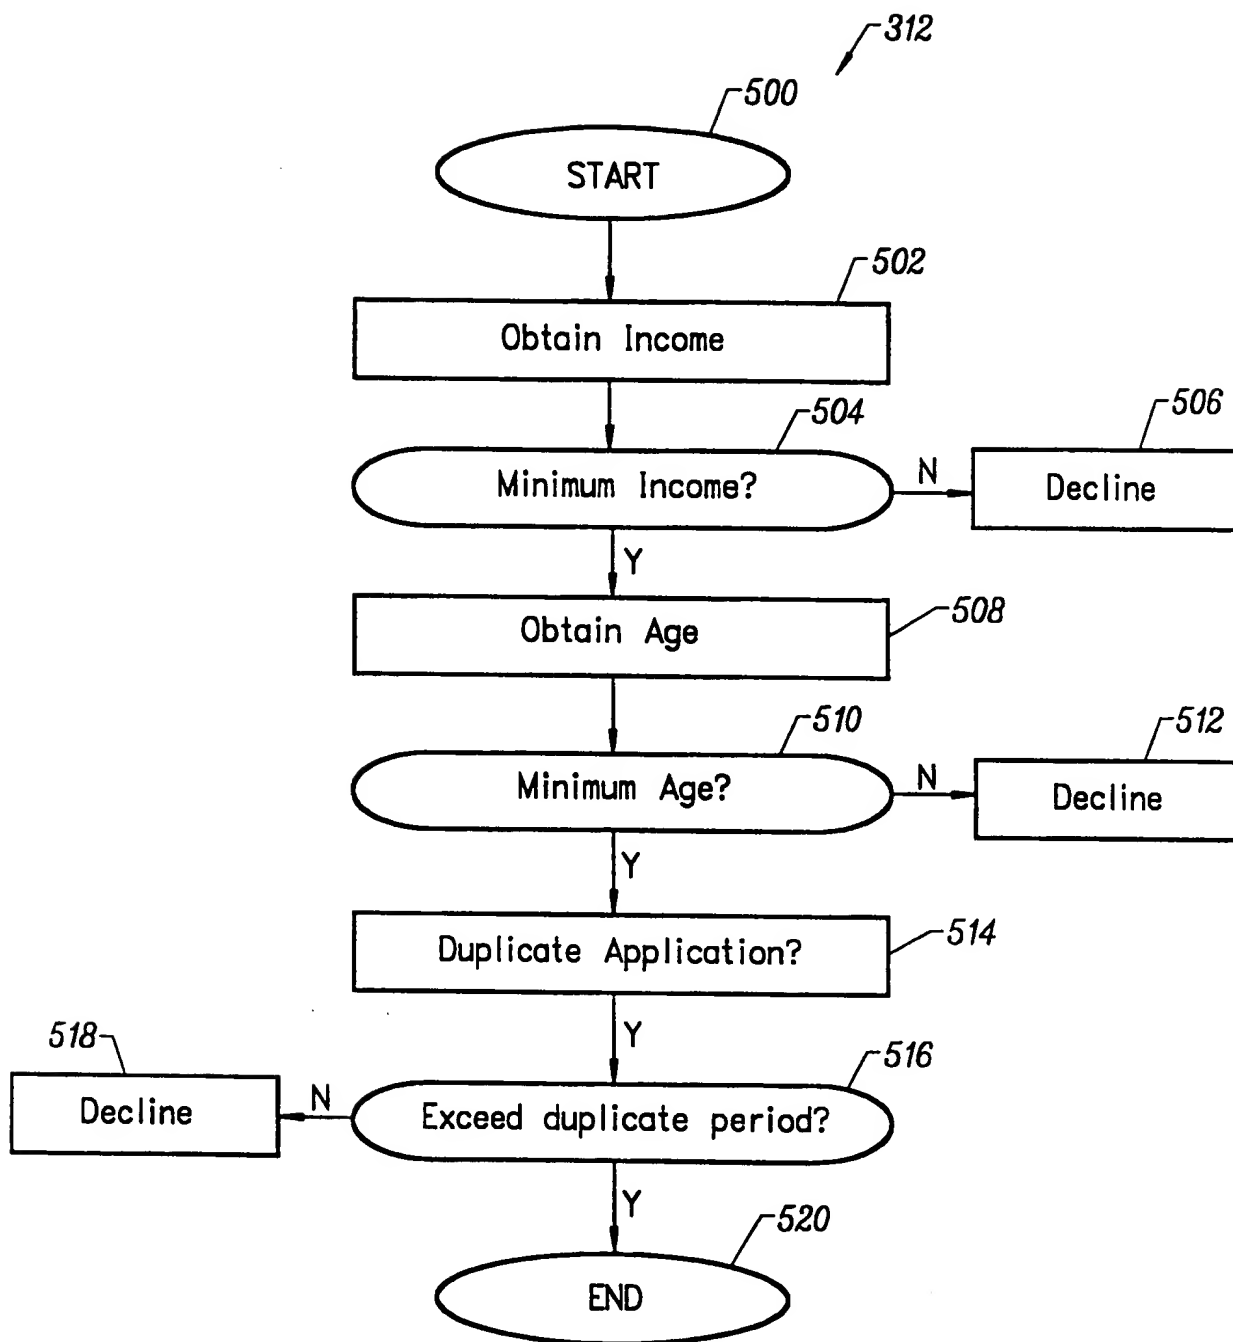 312
500
START
502
Obtain Income
504
Minimum Income?
N
506
Decline
Y
508
Obtain Age
510
Minimum Age?
N
512
Decline
Y
514
Duplicate Application?
Y
516
Exceed duplicate period?
N
518
Decline
Y
520
END